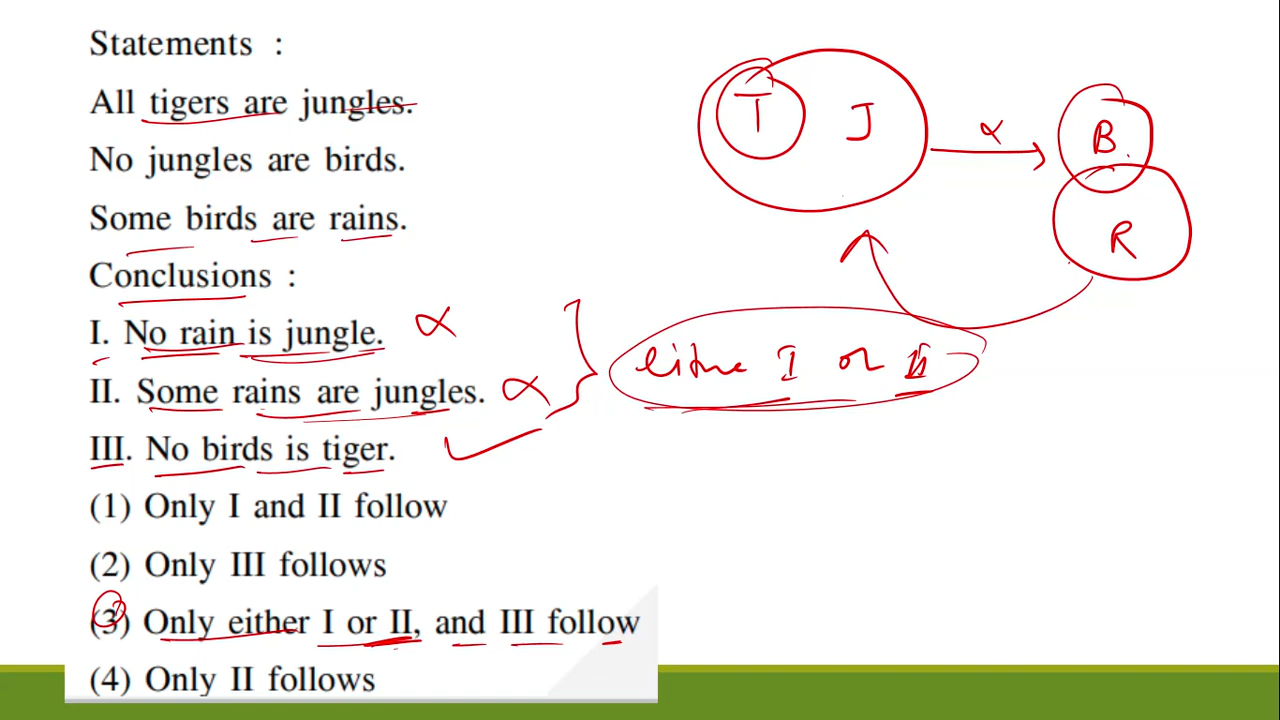 Statements :
All tigers are jungles.
No jungles are birds.
Some birds are rains.
Conclusions :
I. No rain is jungle.
II. Some rains are jungles.
III. No birds is tiger.
(1) Only I and II follow
(2) Only III follows
(3) Only either I or II, and III follow
(4) Only II follows
T J
B
R
either I or II